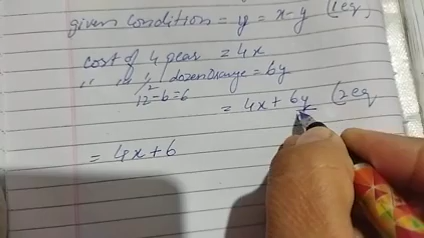 given condition = y = x-y (1eq)
cost of 4 pear = 4x
" " 1/2 dozen Orange = 6y
12-6=6
= 4x + 6y (2eq
= 4x + 6